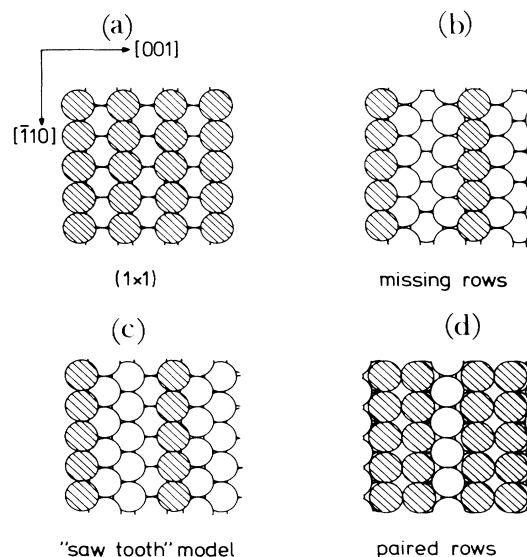 (a)
(b)
[001]
[1̄10]
(1×1)
missing rows
(c)
(d)
"saw tooth" model
paired rows